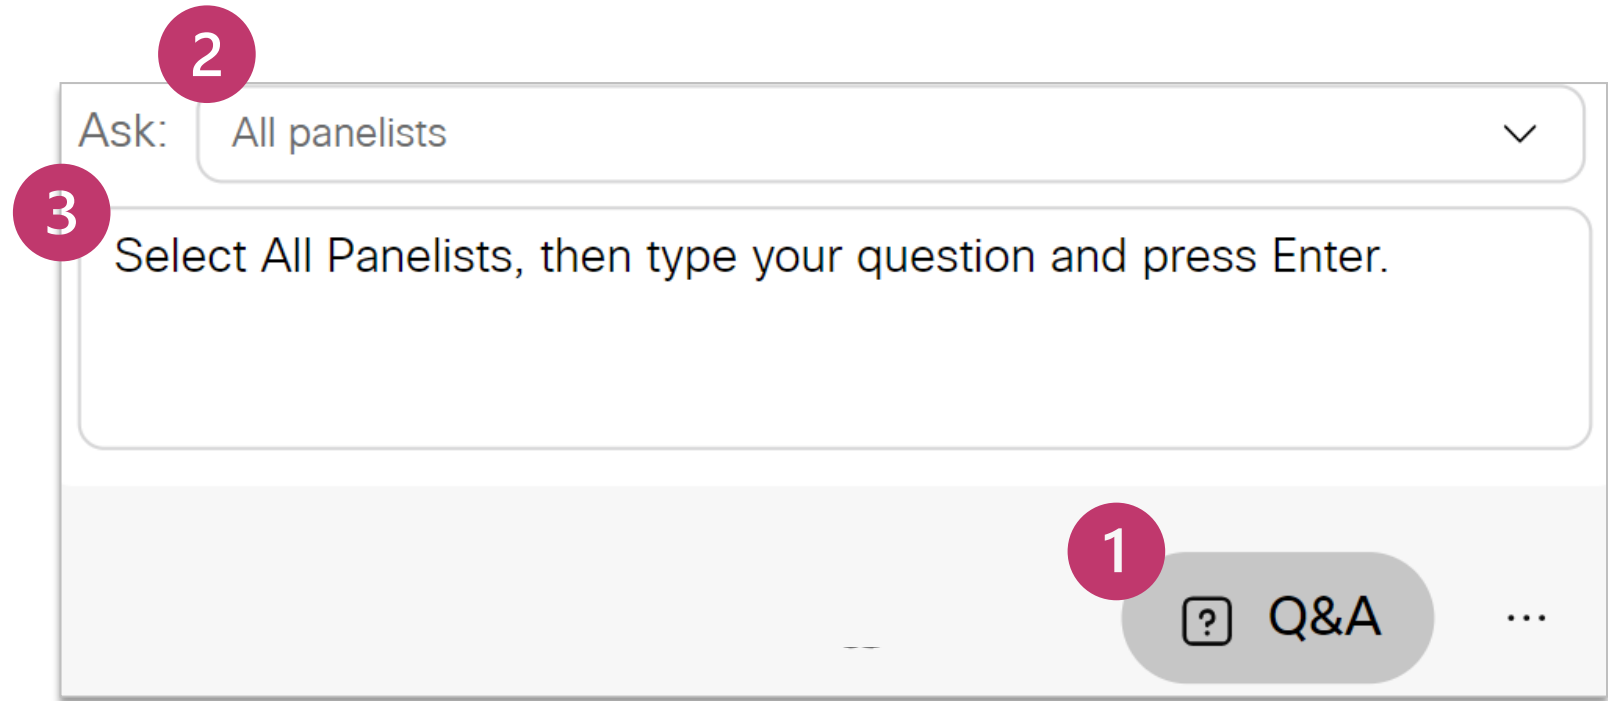 2
Ask: All panelists
3
Select All Panelists, then type your question and press Enter.
1
? Q&A ...